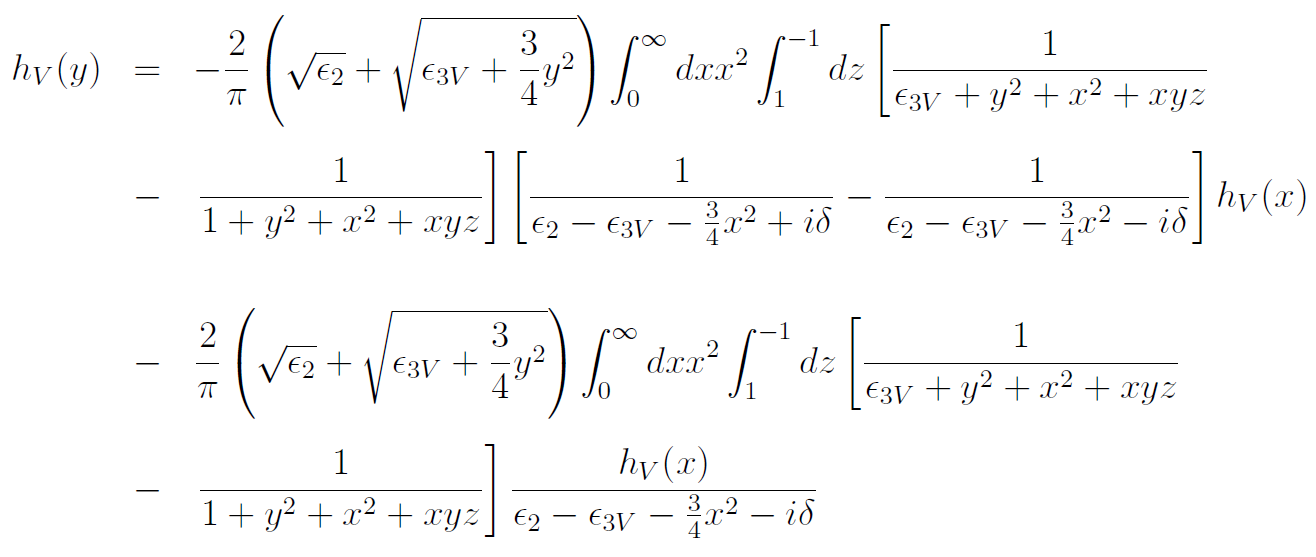 $h_V(y) = -\frac{2}{\pi}\left(\sqrt{\epsilon_2} + \sqrt{\epsilon_{3V} + \frac{3}{4}y^2}\right)\int_0^\infty dxx^2 \int_1^{-1} dz \left[\frac{1}{\epsilon_{3V} + y^2 + x^2 + xyz}\right.$
$- \left.\frac{1}{1 + y^2 + x^2 + xyz}\right]\left[\frac{1}{\epsilon_2 - \epsilon_{3V} - \frac{3}{4}x^2 + i\delta} - \frac{1}{\epsilon_2 - \epsilon_{3V} - \frac{3}{4}x^2 - i\delta}\right] h_V(x)$
$- \frac{2}{\pi}\left(\sqrt{\epsilon_2} + \sqrt{\epsilon_{3V} + \frac{3}{4}y^2}\right)\int_0^\infty dxx^2 \int_1^{-1} dz \left[\frac{1}{\epsilon_{3V} + y^2 + x^2 + xyz}\right.$
$- \left.\frac{1}{1 + y^2 + x^2 + xyz}\right]\frac{h_V(x)}{\epsilon_2 - \epsilon_{3V} - \frac{3}{4}x^2 - i\delta}$